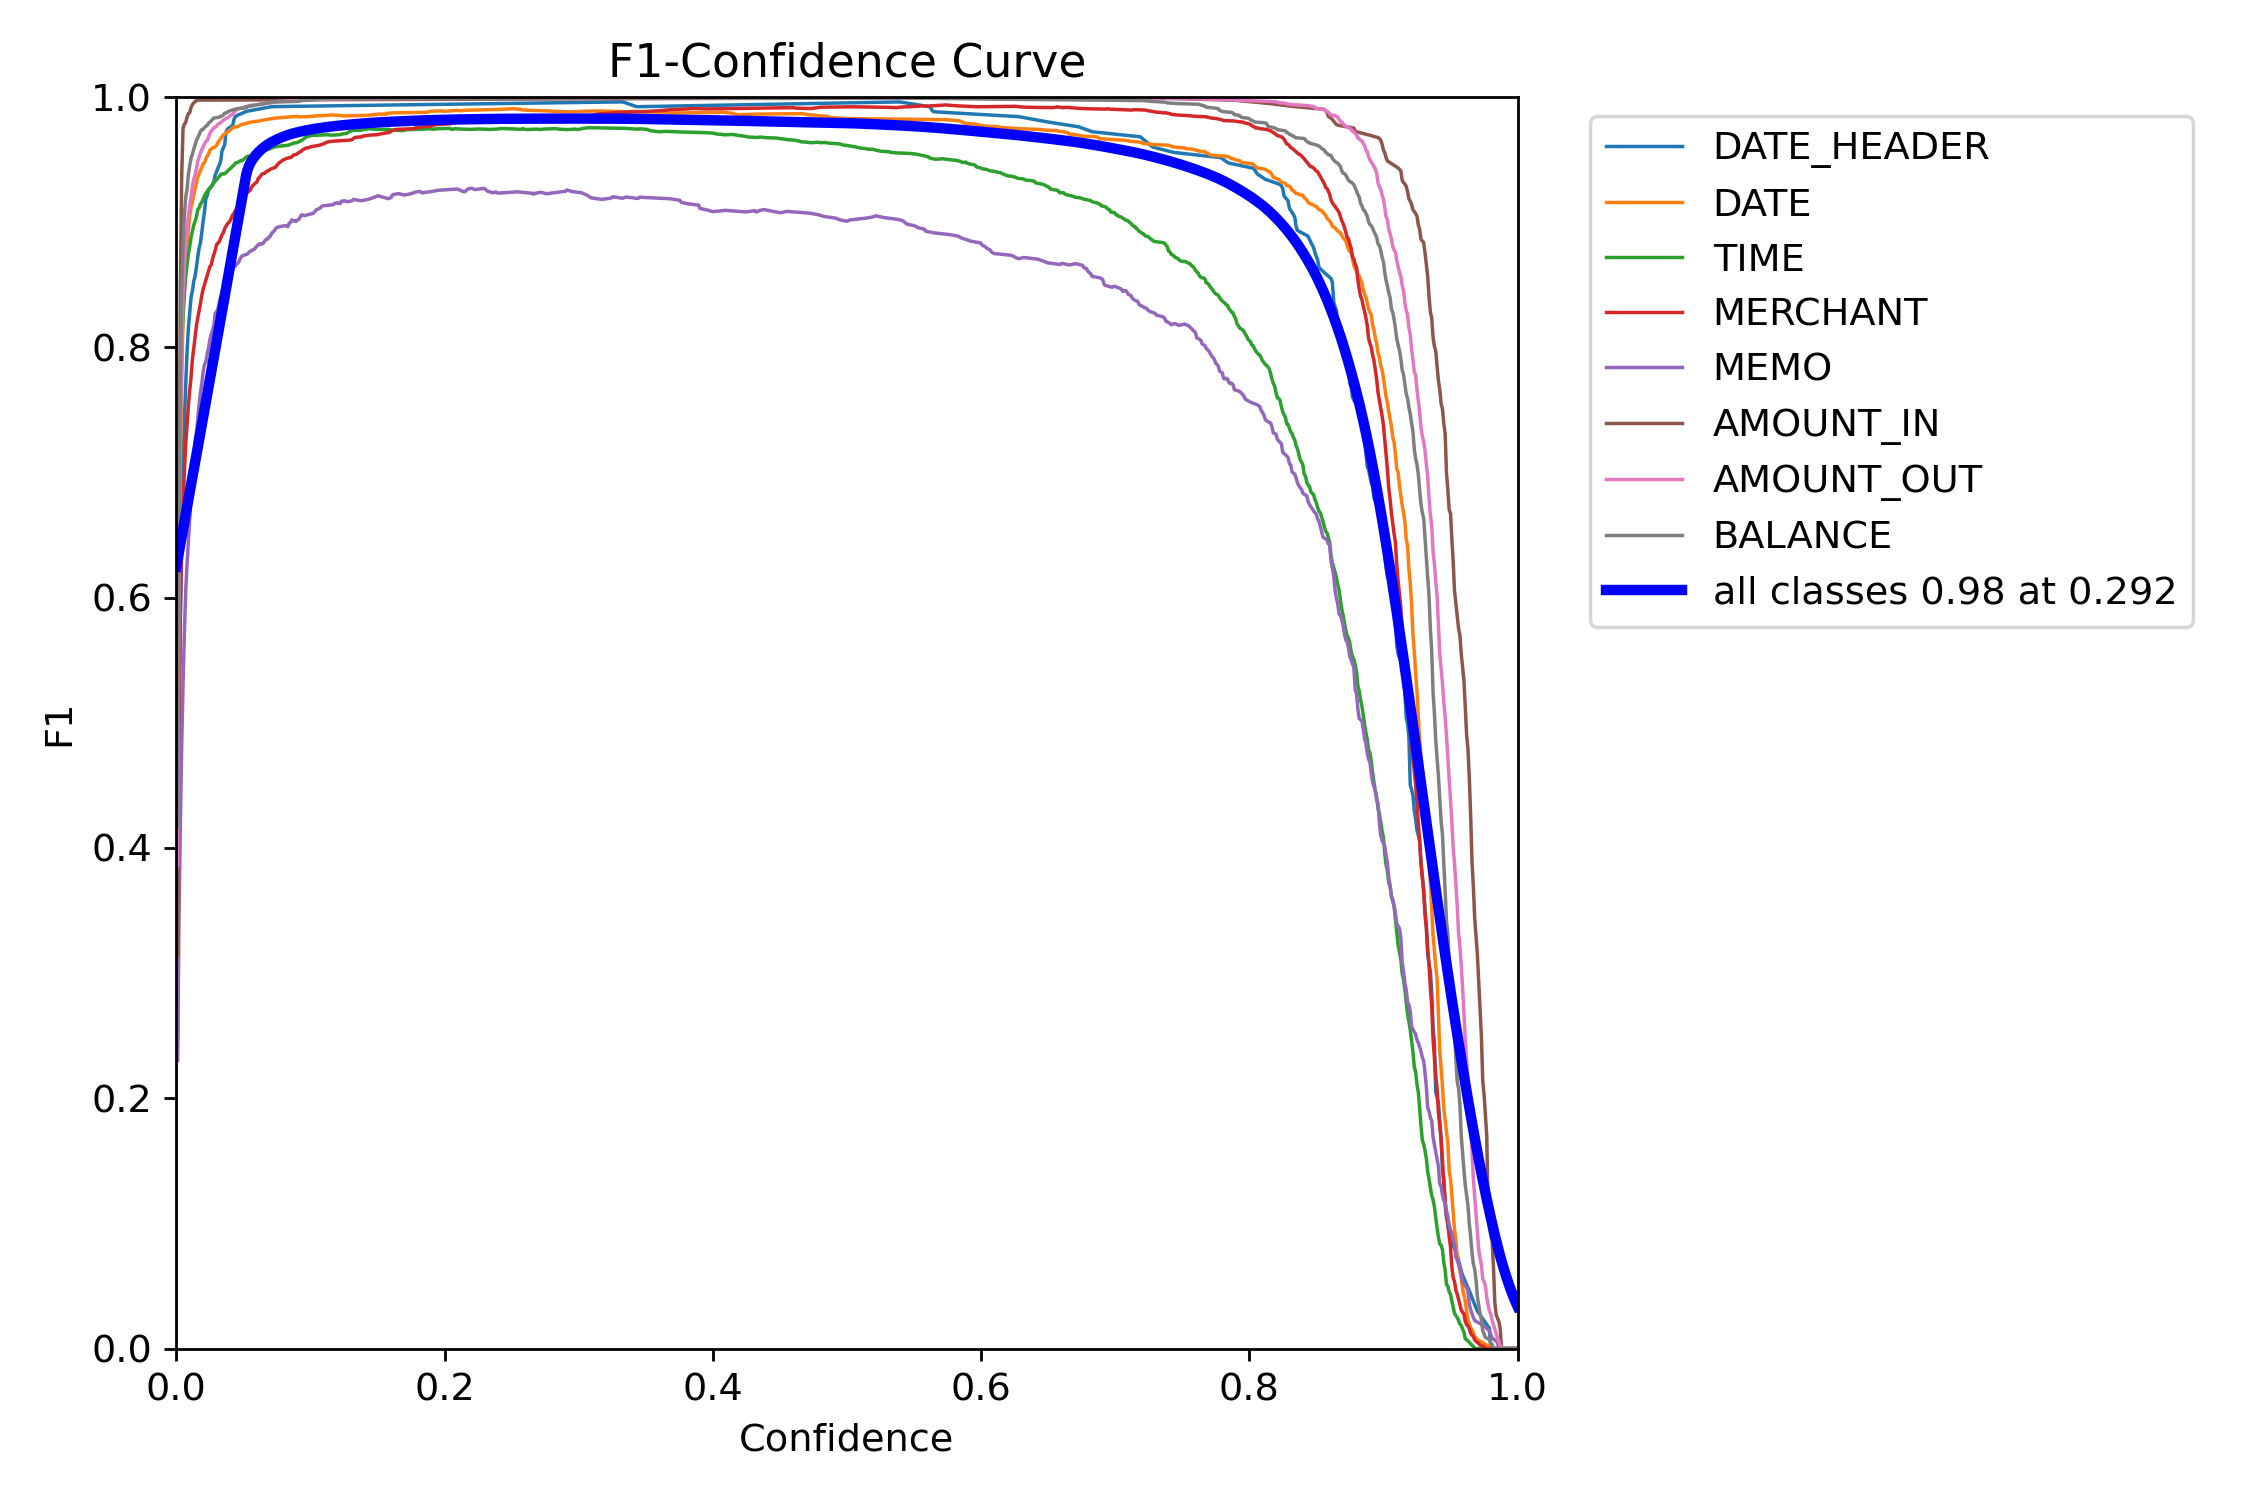 F1-Confidence Curve
1.0
0.8
0.6
0.4
0.2
0.0
F1
0.0 0.2 0.4 0.6 0.8 1.0
Confidence
DATE_HEADER
DATE
TIME
MERCHANT
MEMO
AMOUNT_IN
AMOUNT_OUT
BALANCE
all classes 0.98 at 0.292